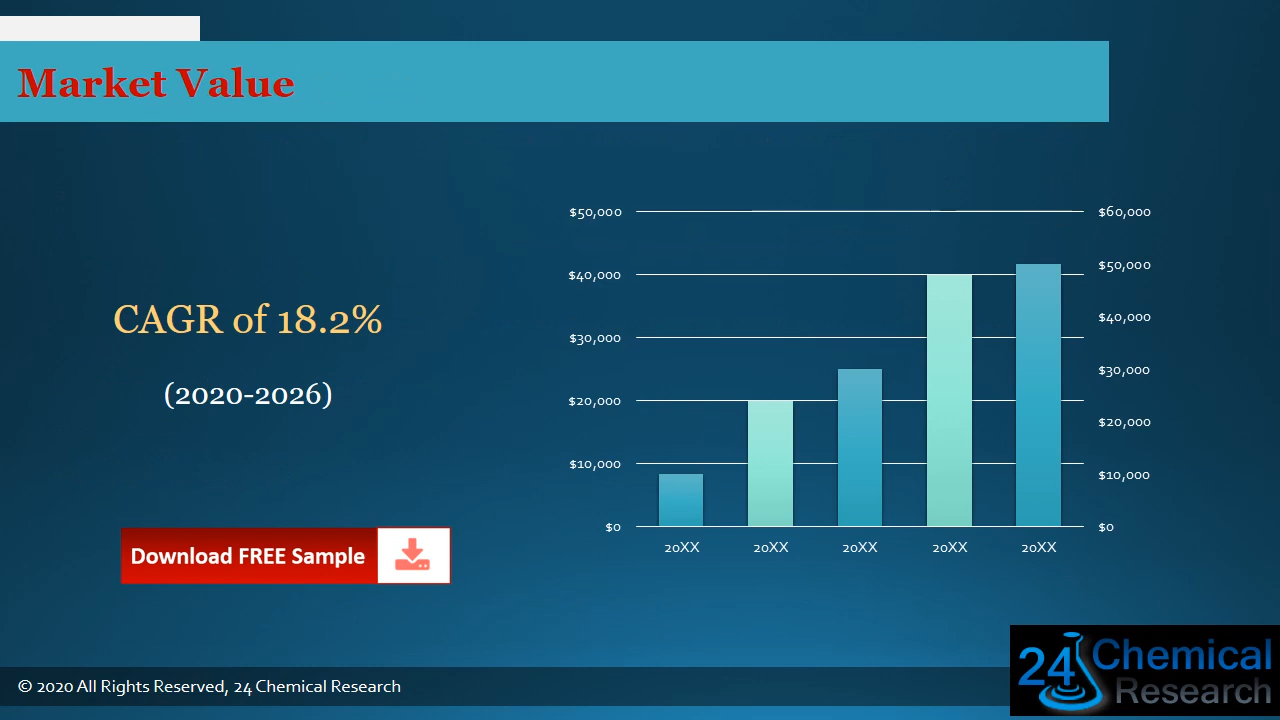 Market Value
CAGR of 18.2%
(2020-2026)
Download FREE Sample
$50,000
$40,000
$30,000
$20,000
$10,000
$0
$60,000
$50,000
$40,000
$30,000
$20,000
$10,000
$0
20XX 20XX 20XX 20XX 20XX
© 2020 All Rights Reserved, 24 Chemical Research
24 Chemical
Research